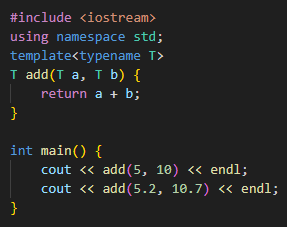 #include <iostream>
using namespace std;
template<typename T>
T add(T a, T b) {
    return a + b;
}

int main() {
    cout << add(5, 10) << endl;
    cout << add(5.2, 10.7) << endl;
}